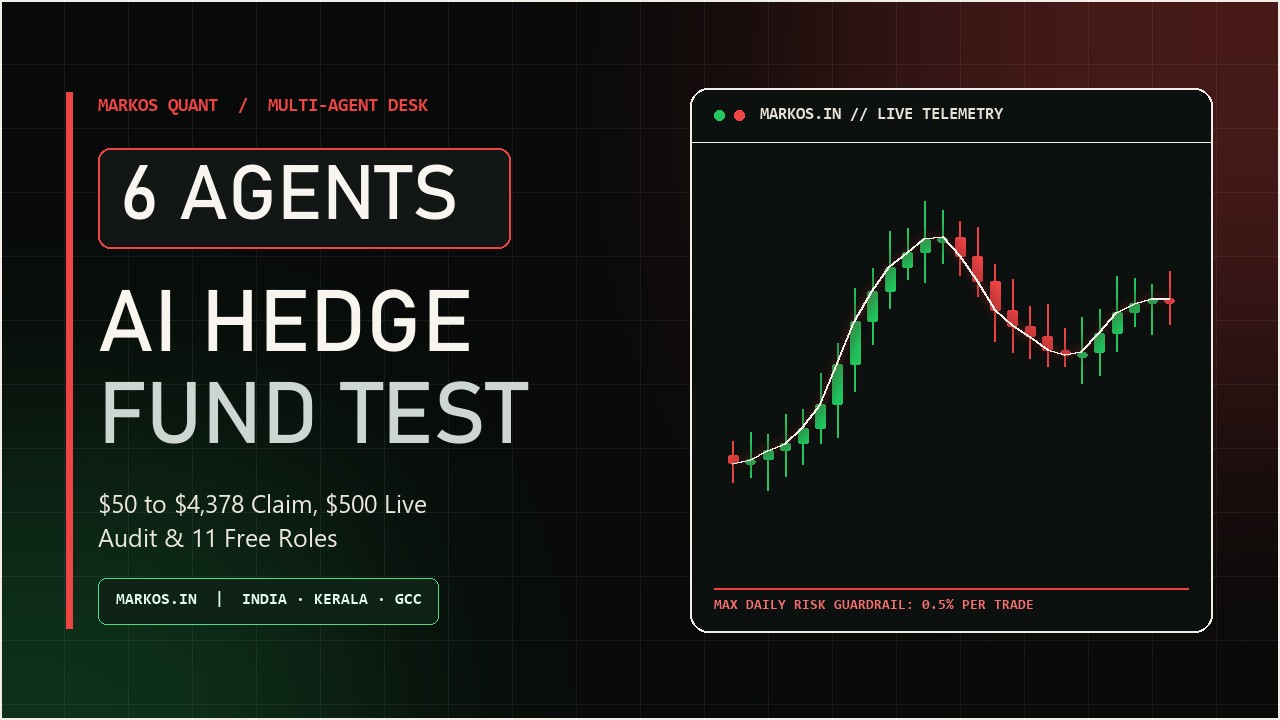 MARKOS QUANT / MULTI-AGENT DESK
6 AGENTS
AI HEDGE
FUND TEST
$50 to $4,378 Claim, $500 Live
Audit & 11 Free Roles
MARKOS.IN | INDIA · KERALA · GCC
MARKOS.IN // LIVE TELEMETRY
MAX DAILY RISK GUARDRAIL: 0.5% PER TRADE